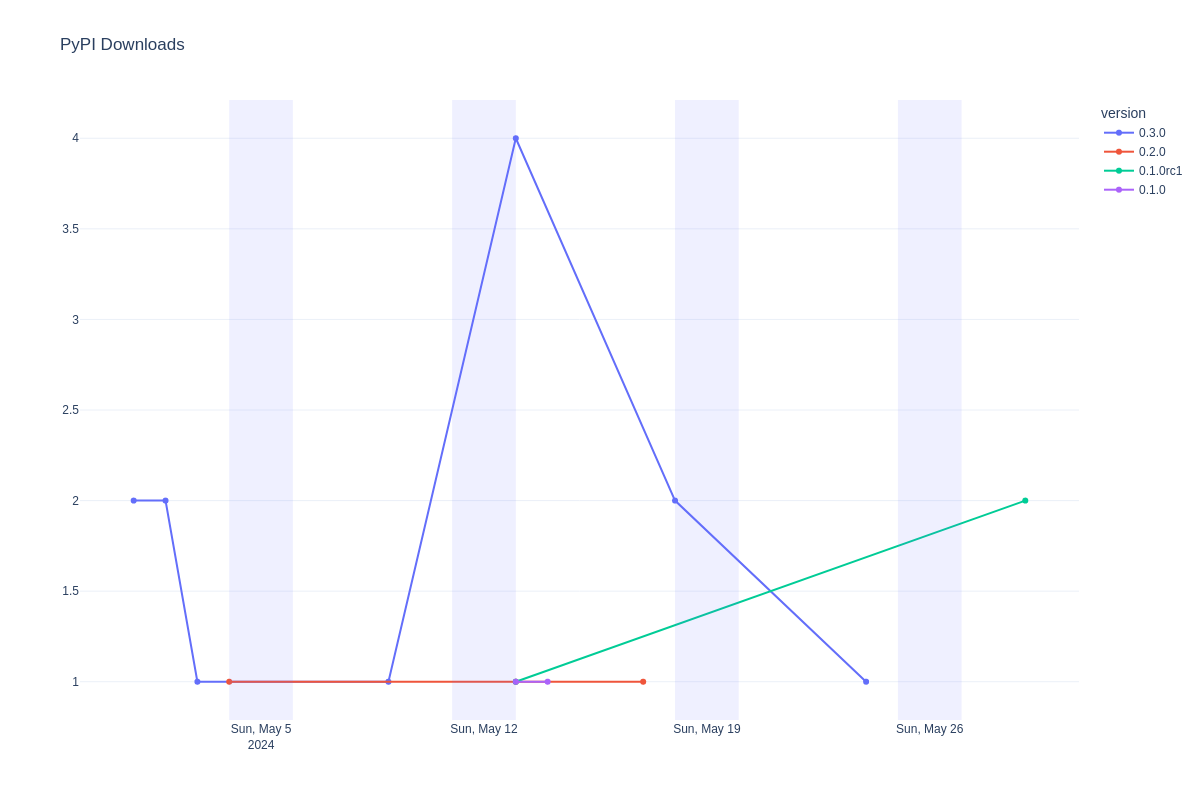 PyPI Downloads
version
0.3.0
0.2.0
0.1.0rc1
0.1.0
4
3.5
3
2.5
2
1.5
1
Sun, May 5
2024
Sun, May 12
Sun, May 19
Sun, May 26